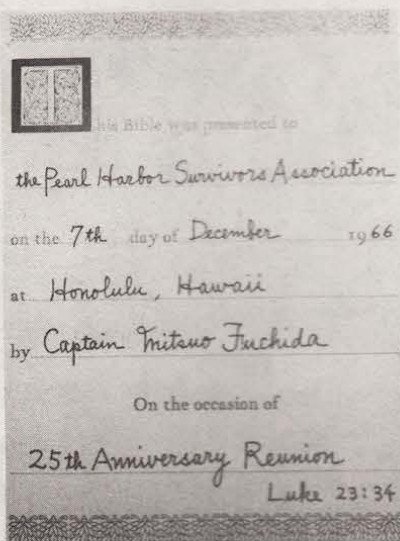 This Bible was presented to
the Pearl Harbor Survivors Association
on the 7th day of December 1966
at Honolulu, Hawaii
by Captain Mitsuo Fuchida
On the occasion of
25th Anniversary Reunion
Luke 23:34